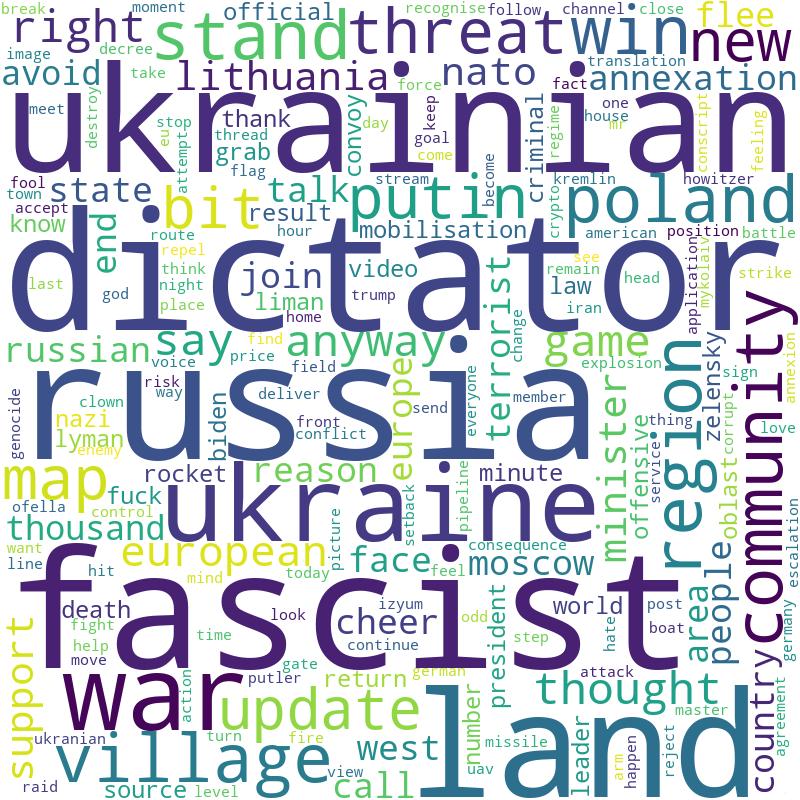 break moment official recognise follow channel close flee
right stand threat win new
image decree translation
avoid take lithuania force nato fact annexation
ukrainian
meet destroy eu stop thank thread grab convoy day goal keep come criminal one house mr regime conscript feeling
attempt flag become
fool state talk stream kremlin howitzer
town bit putin crypto poland
accept result
know end route hour mobilisation american position battle
dictator
repel think night place last god join video liman trump home terrorist see remain law iran head application mykolaiv strike
russian say find anyway change game
voice price explosion
russia
genocide clown risk way field deliver everyone member region zelensky sign annexion
nazi biden front send europe minister thing love
lyman enemy conflict offensive service corrupt community
map rocket reason minute oblast
fuck ukraine pipeline
ofella control setback
thousand
want european picture consequence
line hit mind face moscow people escalation
today feel
fascist
death look izyum odd world post area germany
fight cheer boat
help time continue step hate
move gate german attack country
support war putler return president thought
action update number land master agreement
ukranian turn fire west missile leader happen reject
village view uav arm
raid source level call